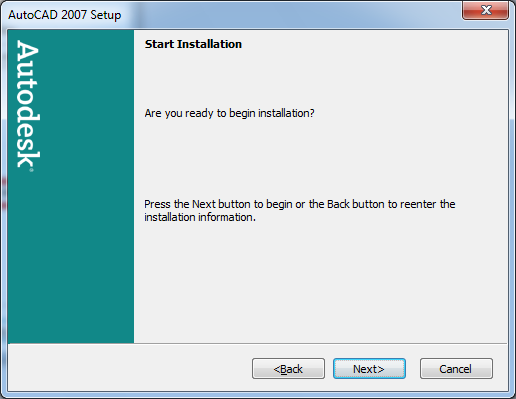 AutoCAD 2007 Setup
Autodesk®
Start Installation
Are you ready to begin installation?
Press the Next button to begin or the Back button to reenter the
installation information.
<Back
Next>
Cancel